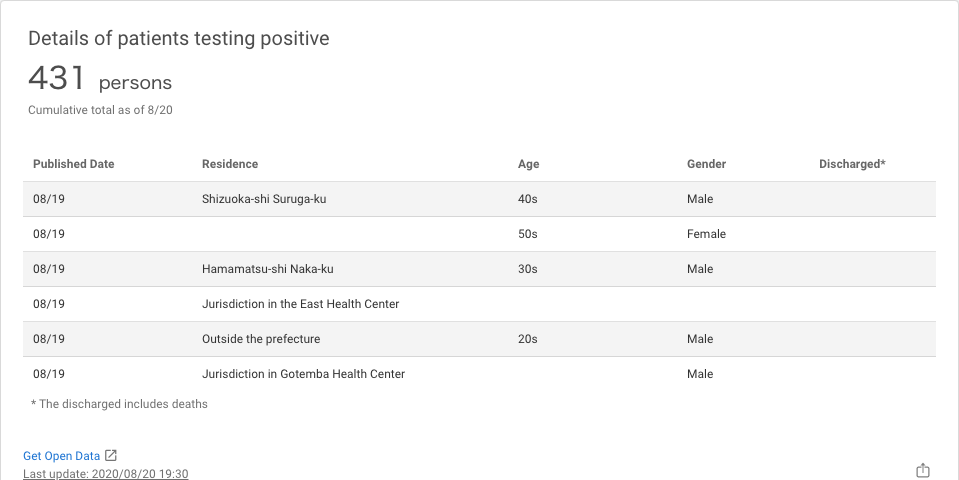 Details of patients testing positive
431 persons
Cumulative total as of 8/20
Published Date Residence Age Gender Discharged*
08/19 Shizuoka-shi Suruga-ku 40s Male
08/19 50s Female
08/19 Hamamatsu-shi Naka-ku 30s Male
08/19 Jurisdiction in the East Health Center
08/19 Outside the prefecture 20s Male
08/19 Jurisdiction in Gotemba Health Center Male
* The discharged includes deaths
Get Open Data
Last update: 2020/08/20 19:30